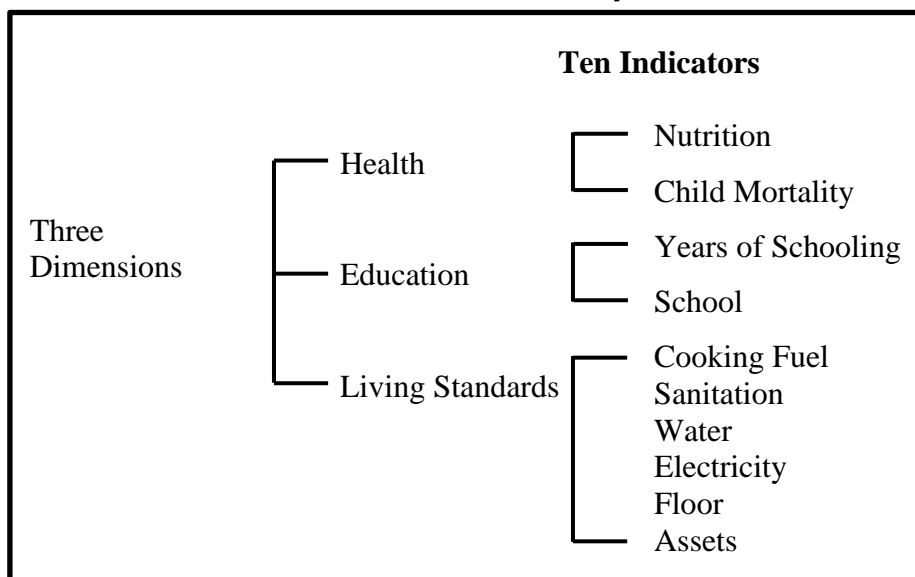 Ten Indicators
Three
Dimensions
Health
Nutrition
Child Mortality
Education
Years of Schooling
School
Living Standards
Cooking Fuel
Sanitation
Water
Electricity
Floor
Assets